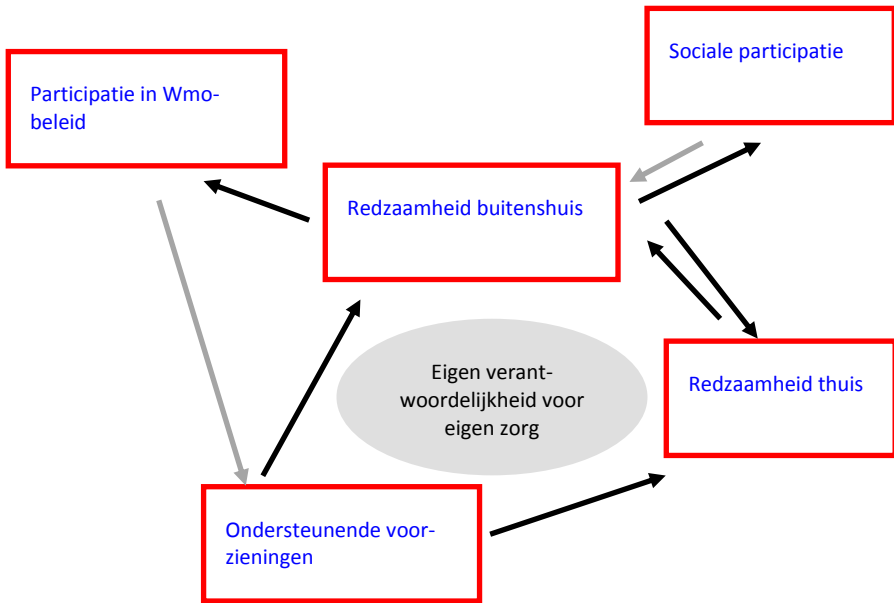 Sociale participatie
Participatie in Wmo-
beleid
Redzaamheid buitenshuis
Eigen verant-
woordelijkheid voor
eigen zorg
Redzaamheid thuis
Ondersteunende voor-
zieningen